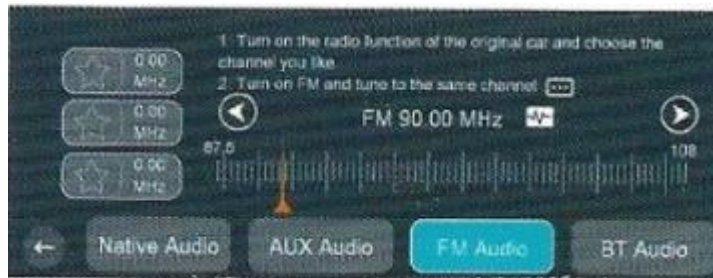 1. Turn on the radio function of the original car and choose the
channel you like
2. Turn on FM and tune to the same channel
0.00
MHz
0.00
MHz
0.00
MHz
FM 90.00 MHz
87.5
108
Native Audio
AUX Audio
FM Audio
BT Audio